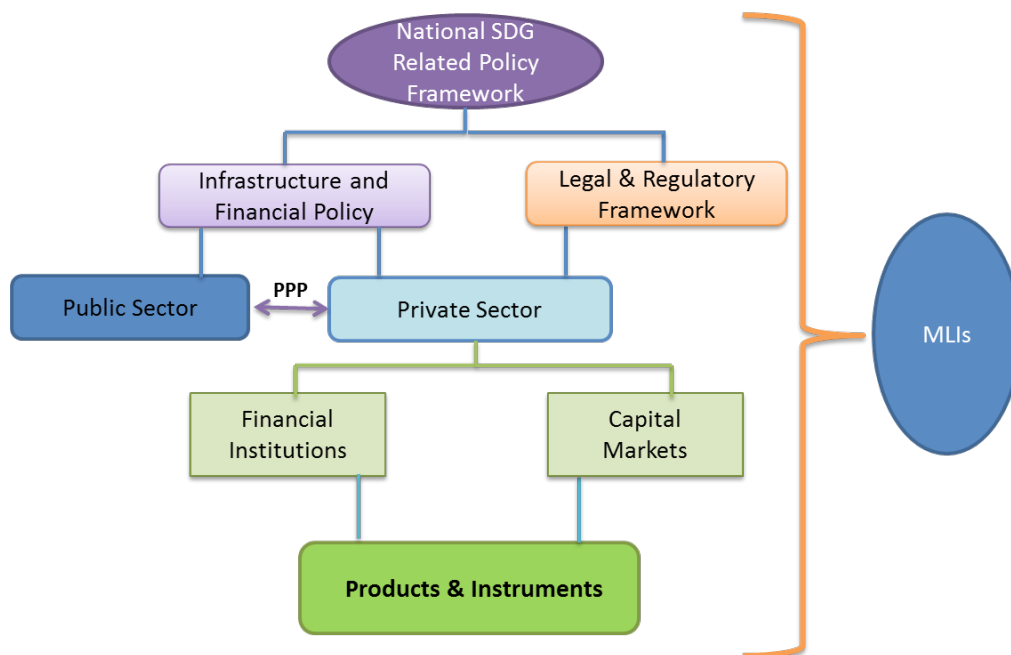 National SDG
Related Policy
Framework
Infrastructure and
Financial Policy
Legal & Regulatory
Framework
Public Sector
PPP
Private Sector
MLIs
Financial
Institutions
Capital
Markets
Products & Instruments